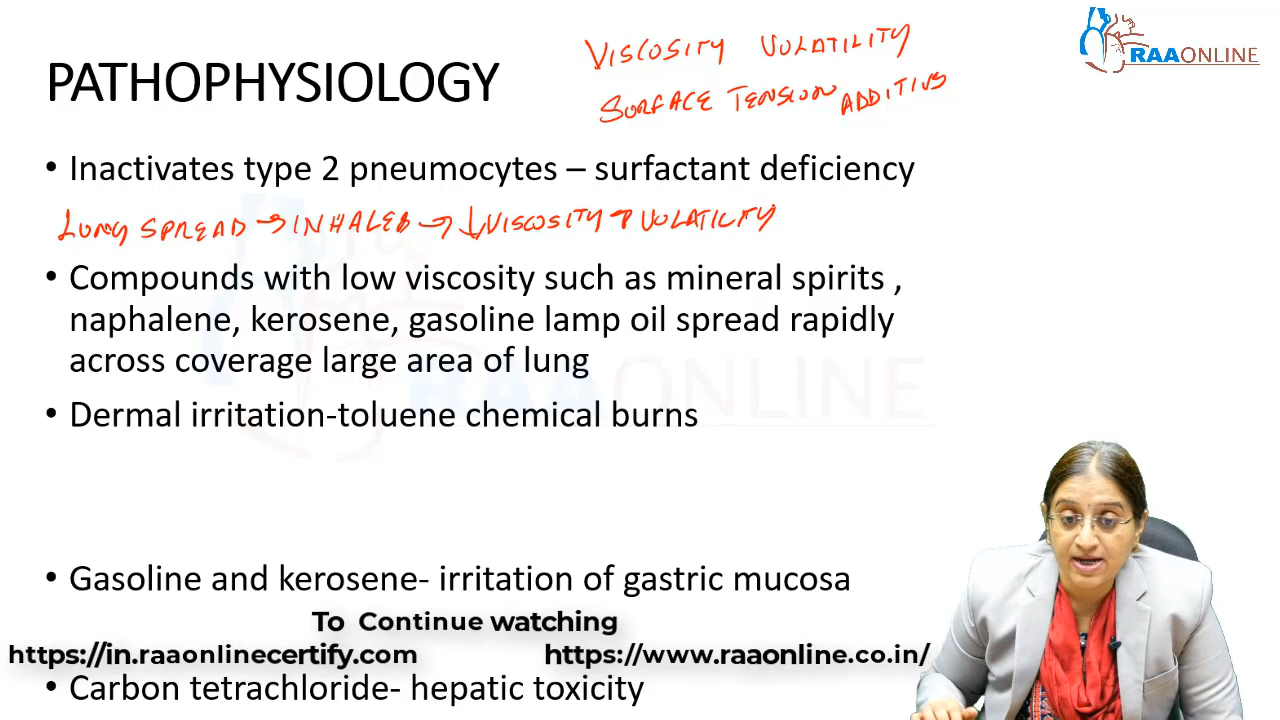 VISCOSITY VOLATILITY
RAAONLINE
PATHOPHYSIOLOGY
SURFACE TENSION ADDITIVS
• Inactivates type 2 pneumocytes – surfactant deficiency
LUNG SPREAD → INHALED → ↓VISCOSITY ↑ VOLATILITY
• Compounds with low viscosity such as mineral spirits ,
naphalene, kerosene, gasoline lamp oil spread rapidly
across coverage large area of lung
RAAONLINE
• Dermal irritation-toluene chemical burns
• Gasoline and kerosene- irritation of gastric mucosa
To Continue watching
https://in.raaonlinecertify.com https://www.raaonline.co.in/
• Carbon tetrachloride- hepatic toxicity